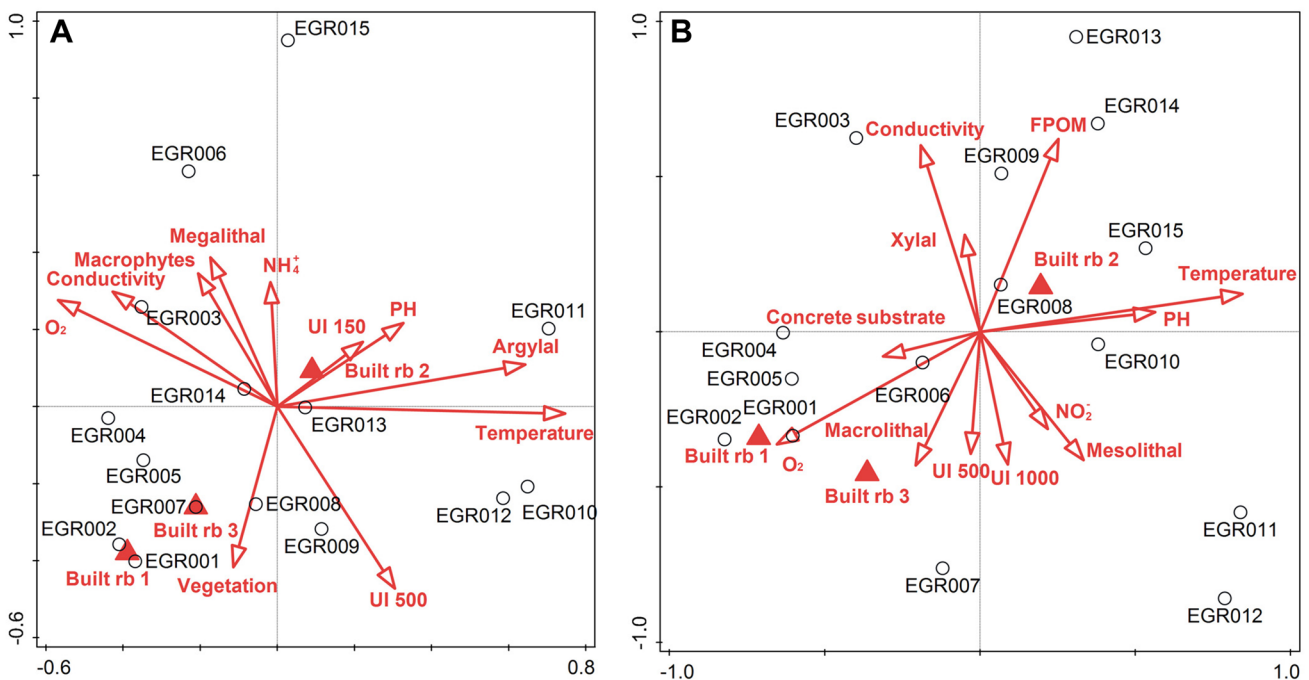 A
1.0
EGR015
EGR006
Megalithal
Macrophytes
NH₄⁺
Conductivity
O₂
EGR003
PH
UI 150
EGR011
Argylal
Built rb 2
EGR014
EGR013
Temperature
EGR004
EGR005
EGR007
EGR008
EGR012
EGR010
EGR002
Built rb 3
EGR009
EGR001
Built rb 1
Vegetation
UI 500
-0.6
-0.6
0.8
B
1.0
EGR013
EGR014
EGR003
Conductivity
FPOM
EGR009
EGR015
Xylal
Built rb 2
Temperature
EGR008
Concrete substrate
PH
EGR004
EGR010
EGR005
EGR006
EGR002
EGR001
NO₂⁻
Macrolithal
Mesolithal
Built rb 1
O₂
UI 500
UI 1000
Built rb 3
EGR011
EGR007
EGR012
-1.0
-1.0
1.0